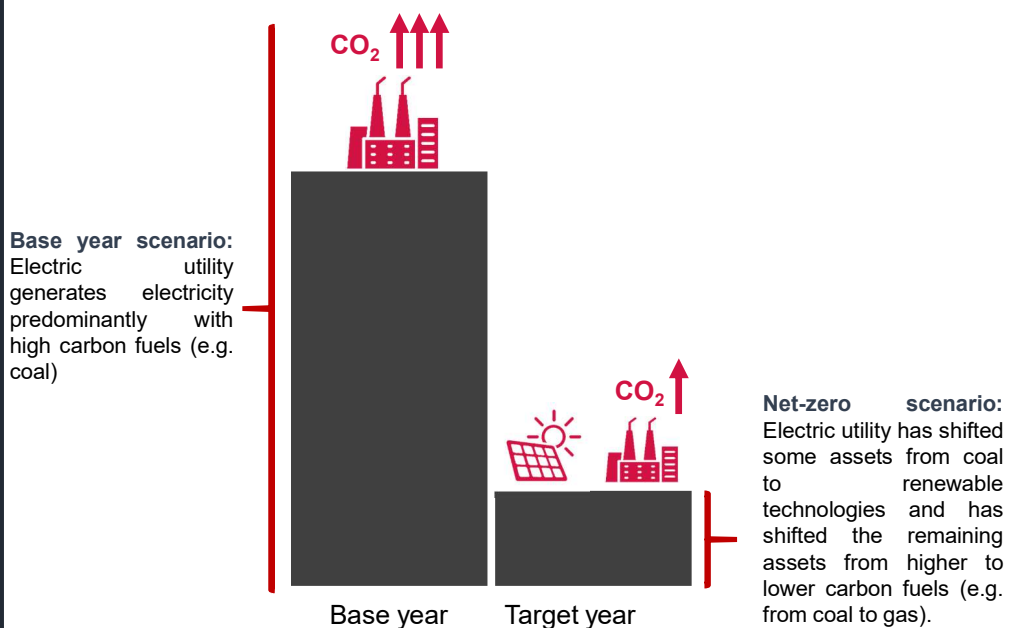 CO₂
Base year scenario:
Electric utility
generates electricity
predominantly with
high carbon fuels (e.g.
coal)
CO₂
Net-zero scenario:
Electric utility has shifted
some assets from coal
to renewable
technologies and has
shifted the remaining
assets from higher to
lower carbon fuels (e.g.
from coal to gas).
Base year
Target year